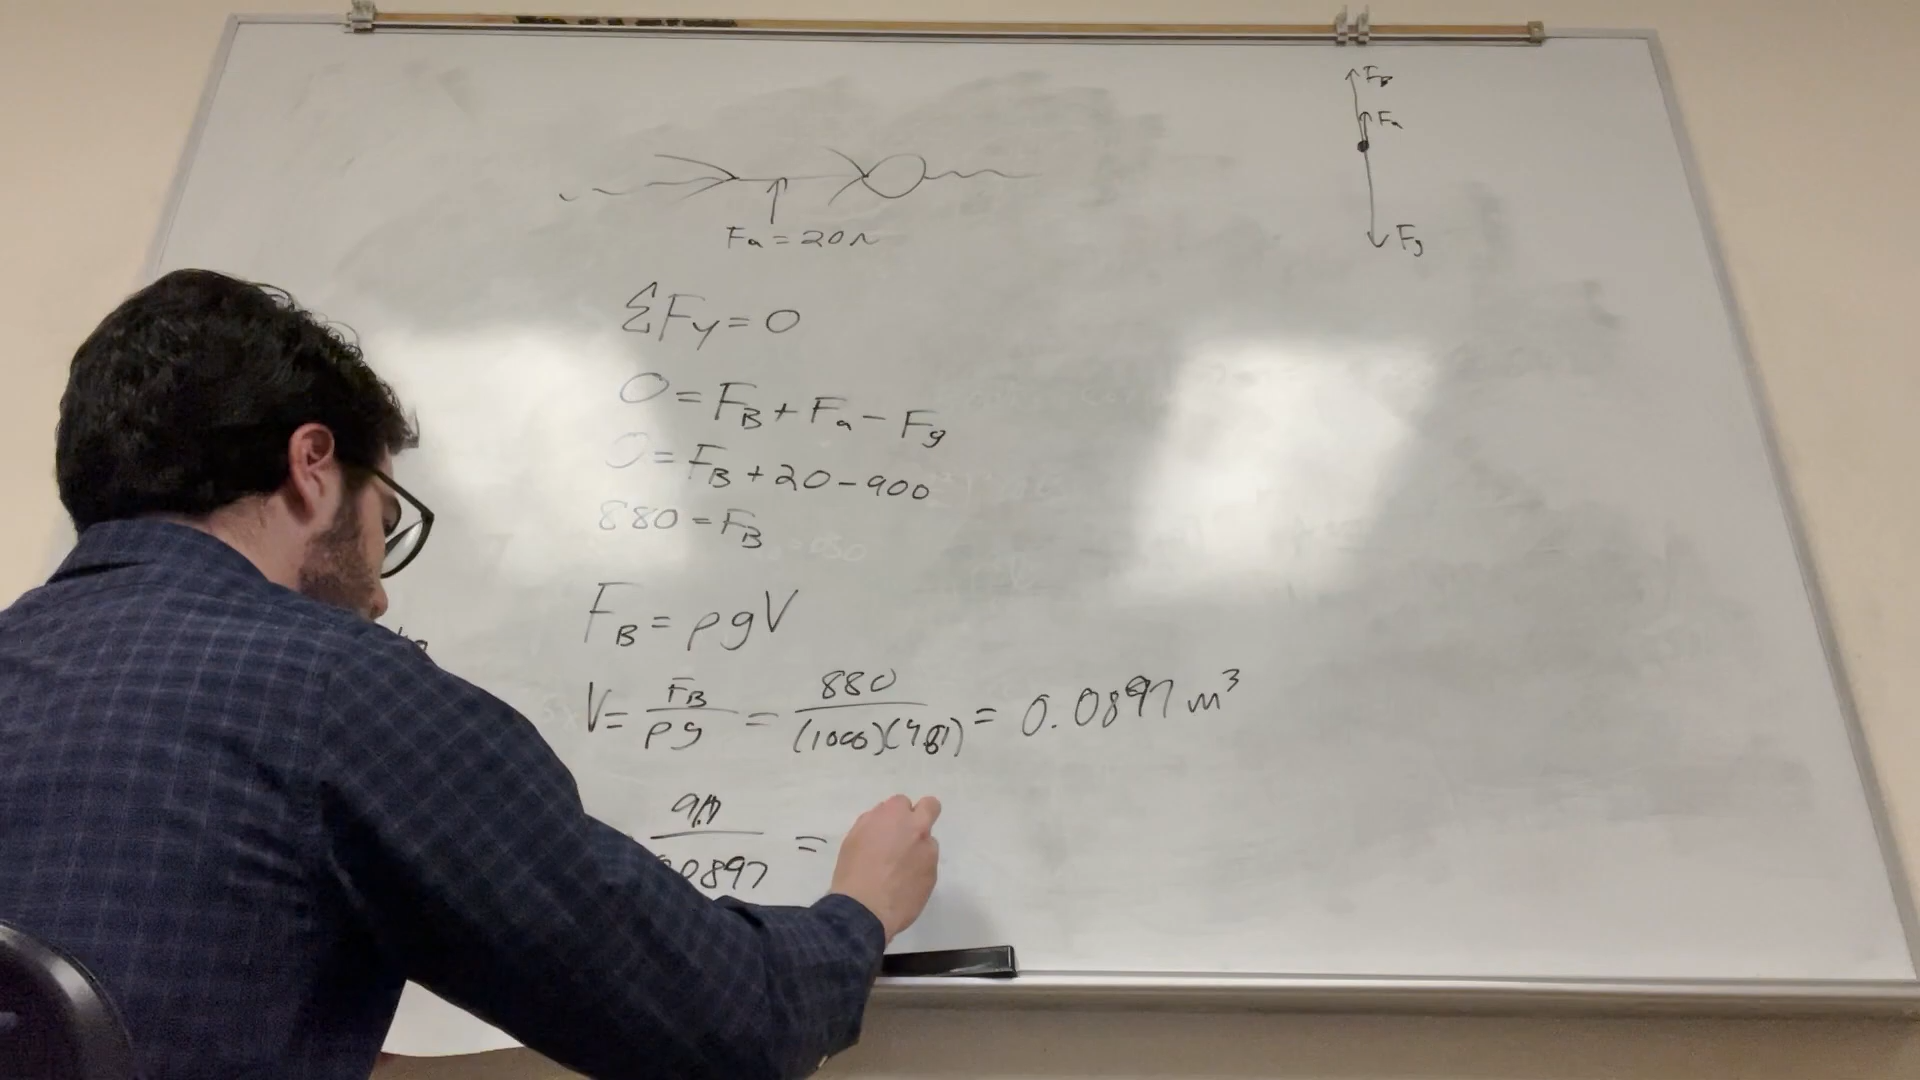 F_B
F_a
F_g
F_a = 20N
ΣF_y = 0
0 = F_B + F_a - F_g
0 = F_B + 20 - 900
880 = F_B
F_B = ρgV
V = F_B/ρg = 880/(1000)(9.81) = 0.0897 m³
0897 =